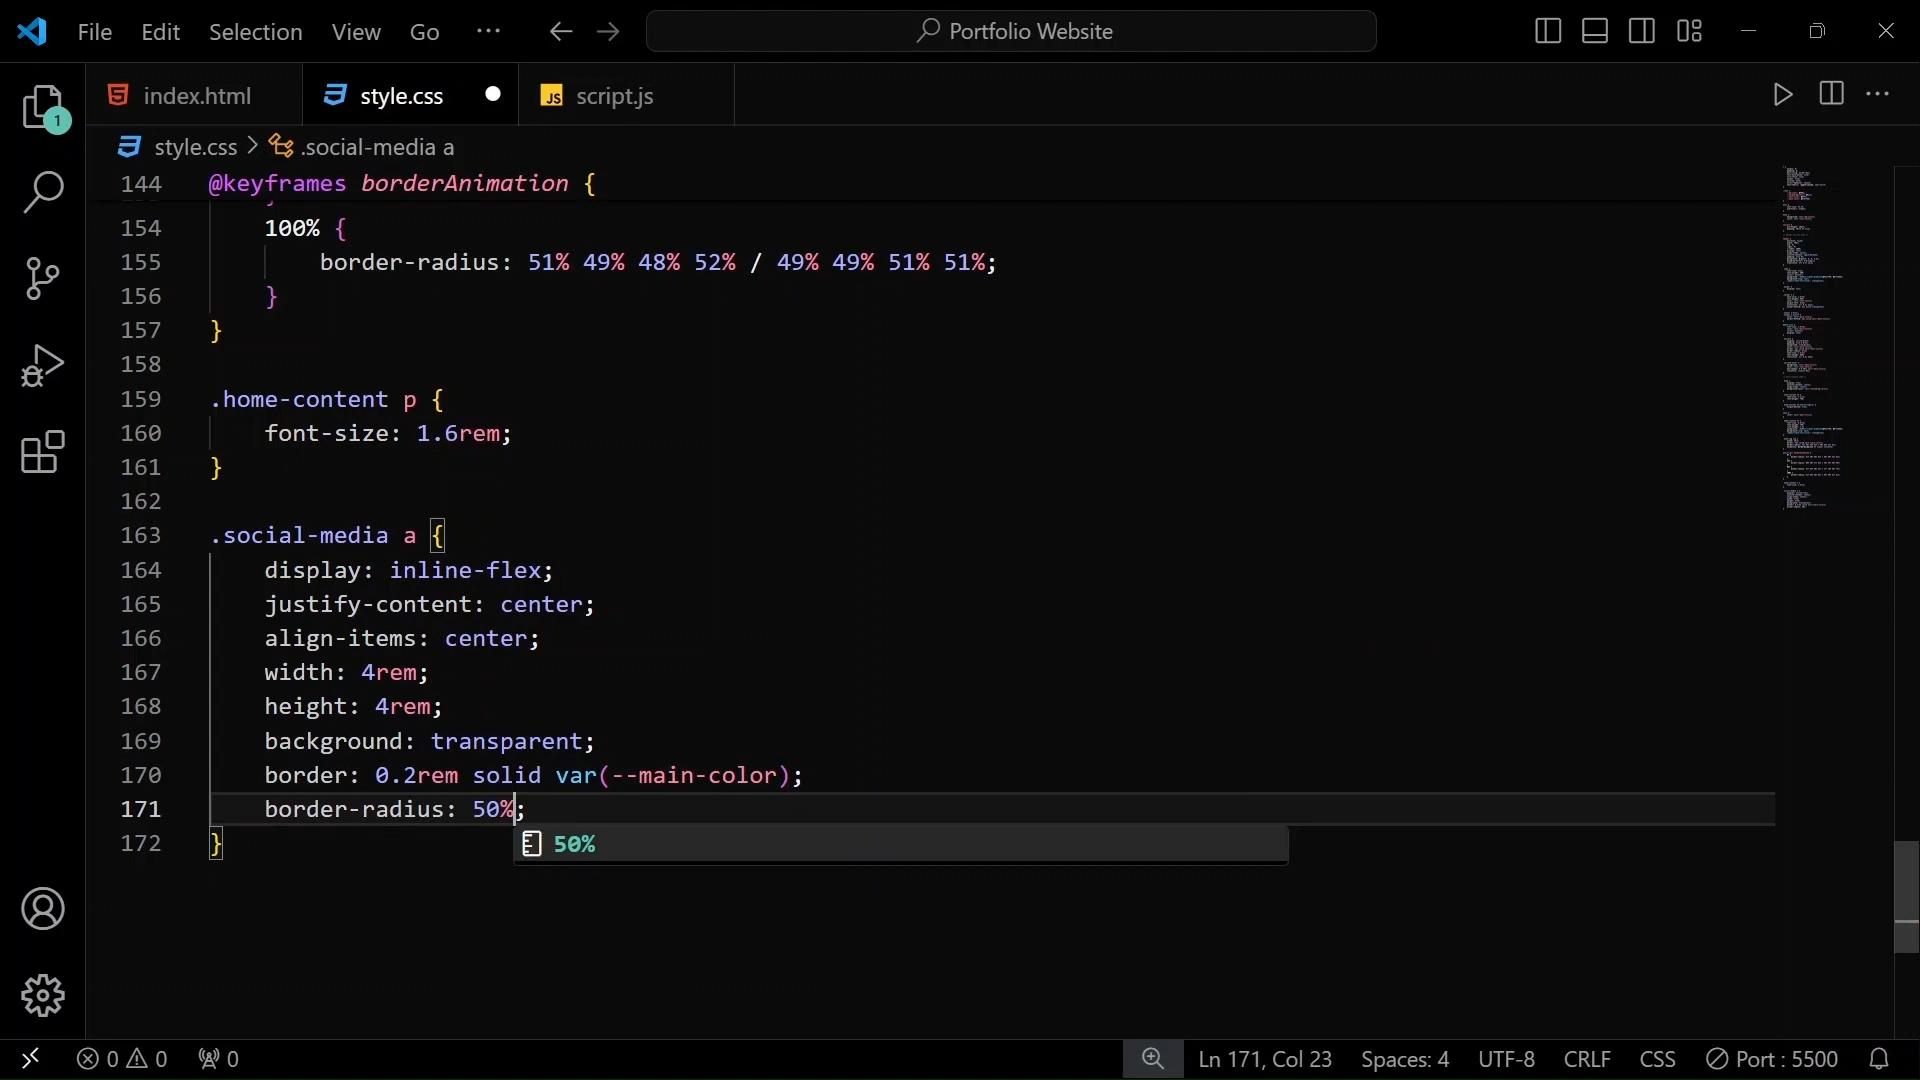 File Edit Selection View Go ··· Portfolio Website
index.html style.css JS script.js
1
style.css > .social-media a
144 @keyframes borderAnimation {
154 100% {
155 border-radius: 51% 49% 48% 52% / 49% 49% 51% 51%;
156 }
157 }
158
159 .home-content p {
160 font-size: 1.6rem;
161 }
162
163 .social-media a {
164 display: inline-flex;
165 justify-content: center;
166 align-items: center;
167 width: 4rem;
168 height: 4rem;
169 background: transparent;
170 border: 0.2rem solid var(--main-color);
171 border-radius: 50%;
172 }
50%
0 0 0 Ln 171, Col 23 Spaces: 4 UTF-8 CRLF CSS Port : 5500